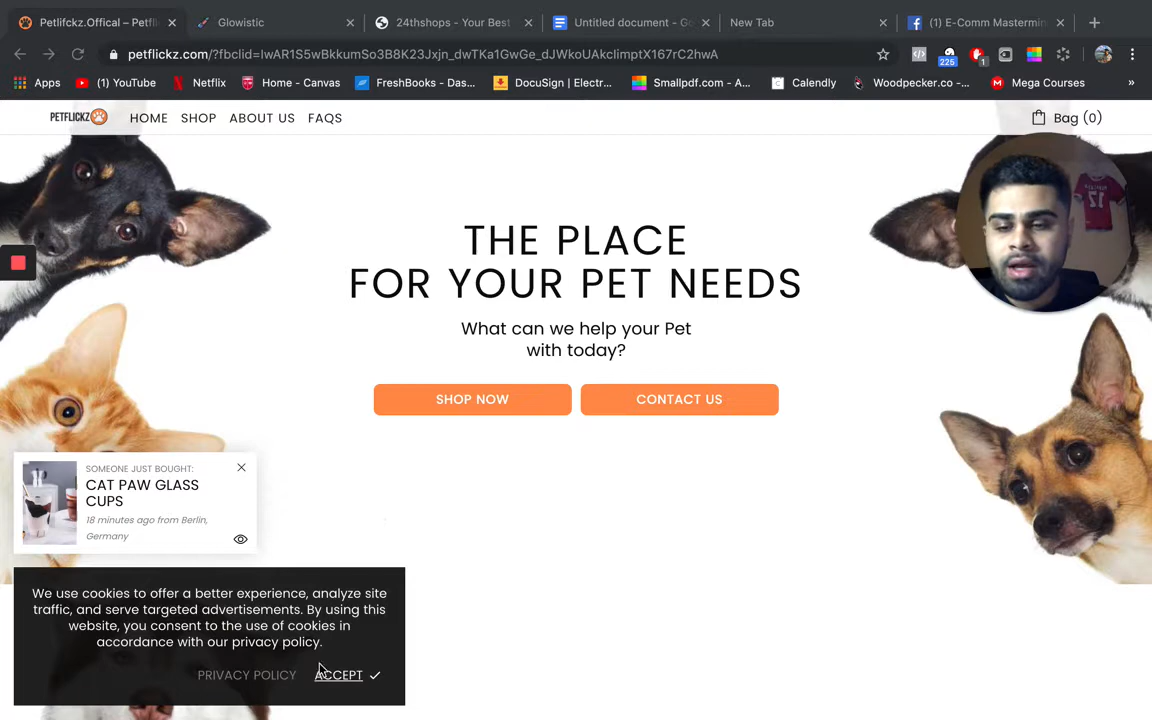 Petlifckz.Offical – Petfli
Glowistic
24thshops - Your Best
Untitled document - Go
New Tab
(1) E-Comm Mastermin
petflickz.com/?fbclid=IwAR1S5wBkkumSo3B8K23Jxjn_dwTKa1GwGe_dJWkoUAkclimptX167rC2hwA
225
1
Apps
(1) YouTube
Netflix
Home - Canvas
FreshBooks - Das...
DocuSign | Electr...
Smallpdf.com - A...
Calendly
Woodpecker.co -...
Mega Courses
»
PETFLICKZ
HOME
SHOP
ABOUT US
FAQS
Bag (0)
17
THE PLACE
FOR YOUR PET NEEDS
What can we help your Pet
with today?
SHOP NOW
CONTACT US
SOMEONE JUST BOUGHT:
CAT PAW GLASS
CUPS
18 minutes ago from Berlin,
Germany
We use cookies to offer a better experience, analyze site
traffic, and serve targeted advertisements. By using this
website, you consent to the use of cookies in
accordance with our privacy policy.
PRIVACY POLICY
ACCEPT